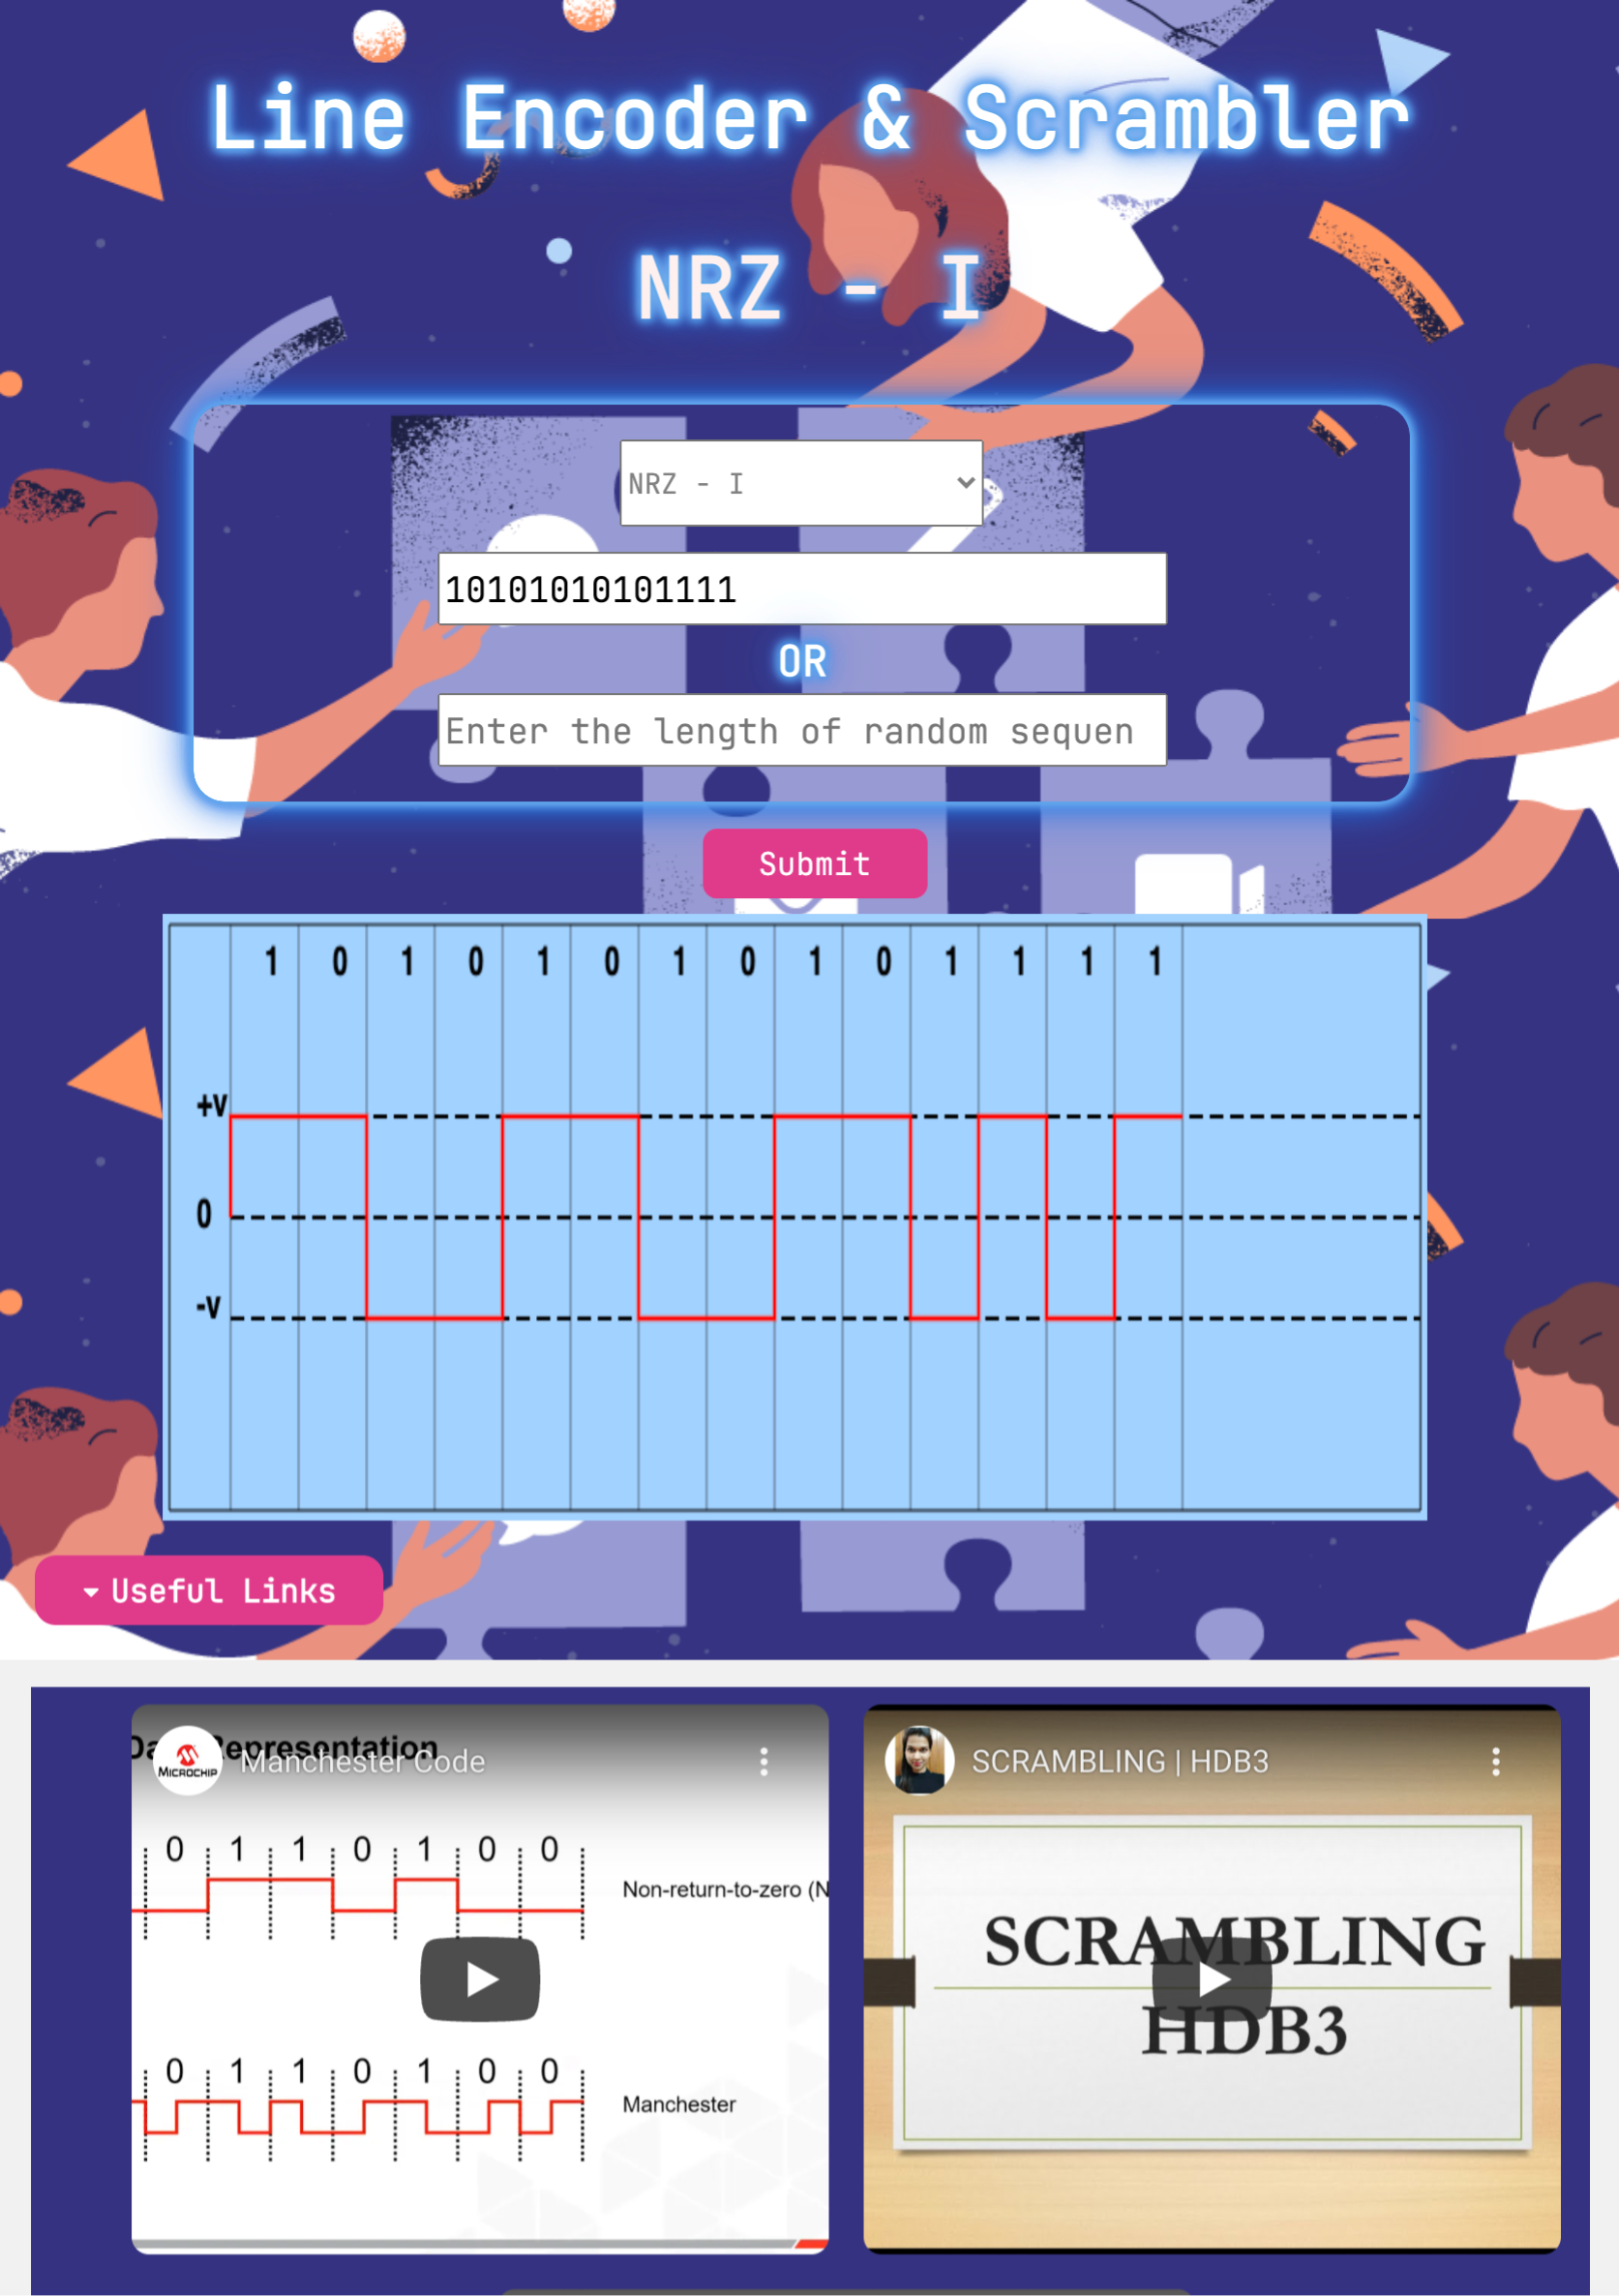 Line Encoder & Scrambler
NRZ - I
NRZ - I
10101010101111
OR
Enter the length of random sequen
Submit
1 0 1 0 1 0 1 0 1 0 1 1 1 1
+V
0
-V
Useful Links
Representation
MICROCHIP
Manchester Code
0 1 1 0 1 0 0
Non-return-to-zero (N
0 1 1 0 1 0 0
Manchester
SCRAMBLING | HDB3
SCRAMBLING
HDB3